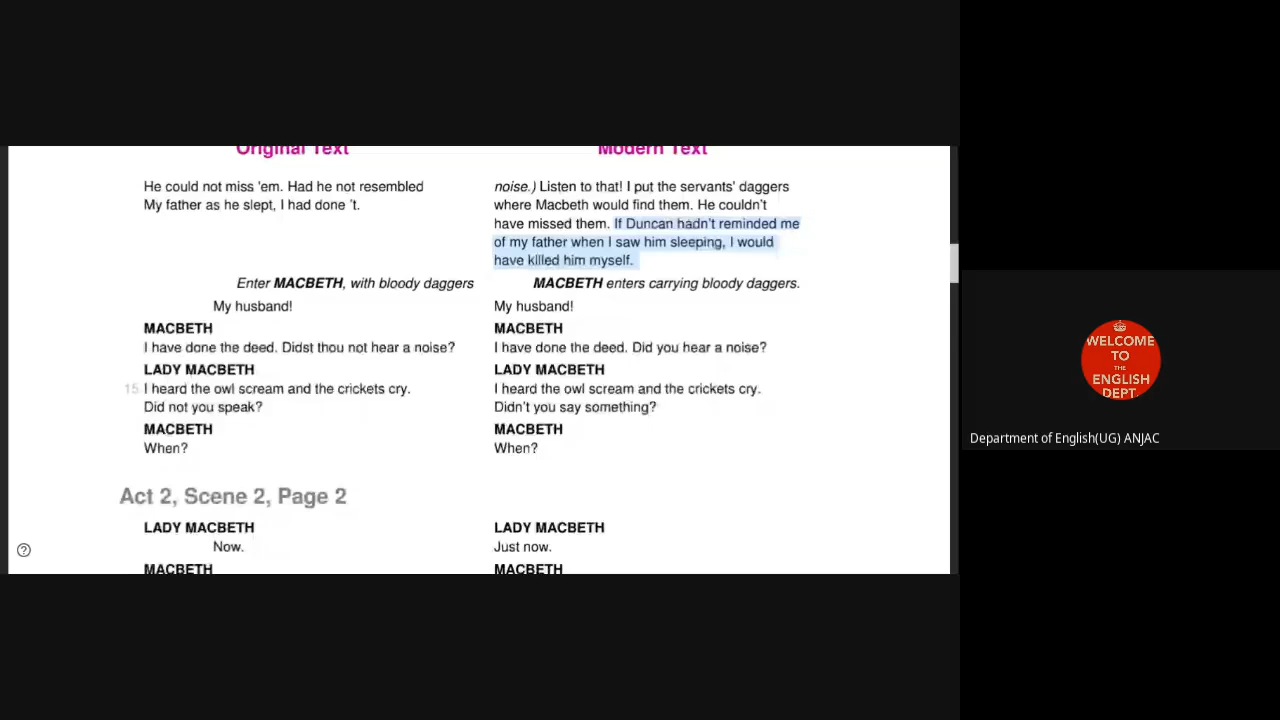 Original Text
He could not miss 'em. Had he not resembled
My father as he slept, I had done 't.
Enter MACBETH, with bloody daggers
My husband!
MACBETH
I have done the deed. Didst thou not hear a noise?
LADY MACBETH
15 I heard the owl scream and the crickets cry.
Did not you speak?
MACBETH
When?
Modern Text
noise.) Listen to that! I put the servants' daggers
where Macbeth would find them. He couldn't
have missed them. If Duncan hadn't reminded me
of my father when I saw him sleeping, I would
have killed him myself.
MACBETH enters carrying bloody daggers.
My husband!
MACBETH
I have done the deed. Did you hear a noise?
LADY MACBETH
I heard the owl scream and the crickets cry.
Didn't you say something?
MACBETH
When?
Act 2, Scene 2, Page 2
LADY MACBETH
Now.
MACBETH
LADY MACBETH
Just now.
MACBETH
WELCOME
TO
THE
ENGLISH
DEPT.
Department of English(UG) ANJAC